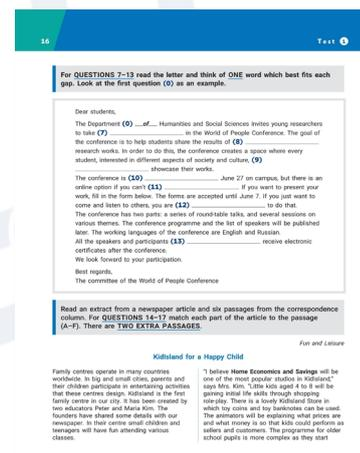 16
Test 1
For QUESTIONS 7–13 read the letter and think of ONE word which best fits each
gap. Look at the first question (0) as an example.
Dear students,
The Department (0) __of__ Humanities and Social Sciences invites young researchers
to take (7) ____________ in the World of People Conference. The goal of
the conference is to help students share the results of (8) ____________
research works. In order to do this, the conference creates a space where every
student, interested in different aspects of society and culture, (9)
____________ showcase their works.
The conference is (10) ____________ June 27 on campus, but there is an
online option if you can't (11) ____________. If you want to present your
work, fill in the form below. The forms are accepted until June 7. If you just want to
come and listen to others, you are (12) ____________ to do that.
The conference has two parts: a series of round-table talks, and several sessions on
various themes. The conference programme and the list of speakers will be published
later. The working languages of the conference are English and Russian.
All the speakers and participants (13) ____________ receive electronic
certificates after the conference.
We look forward to your participation.
Best regards,
The committee of the World of People Conference
Read an extract from a newspaper article and six passages from the correspondence
column. For QUESTIONS 14–17 match each part of the article to the passage
(A–F). There are TWO EXTRA PASSAGES.
Fun and Leisure
KidIsland for a Happy Child
Family centres operate in many countries
worldwide. In big and small cities, parents and
their children participate in entertaining activities
that these centres design. KidIsland is the first
family centre in our city. It has been created by
two educators Peter and Maria Kim. The
founders have shared some details with our
newspaper. In their centre small children and
teenagers will have fun attending various
classes.
"I believe Home Economics and Savings will be
one of the most popular studios in KidIsland,"
says Mrs. Kim. "Little kids aged 4 to 8 will be
gaining initial life skills through shopping
role-play. There is a lovely KidIsland Store in
which toy coins and toy banknotes can be used.
The animators will be explaining what prices are
and what money is so that kids could perform as
sellers and customers. The programme for older
school pupils is more complex as they start